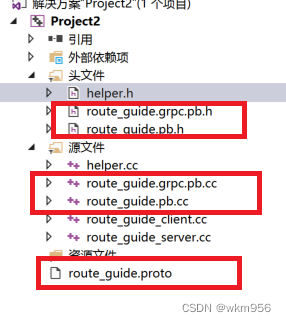 解决方案"Project2"(1 个项目)
Project2
引用
外部依赖项
头文件
helper.h
route_guide.grpc.pb.h
route_guide.pb.h
源文件
helper.cc
route_guide.grpc.pb.cc
route_guide.pb.cc
route_guide_client.cc
route_guide_server.cc
资源文件
route_guide.proto
CSDN @wkm956